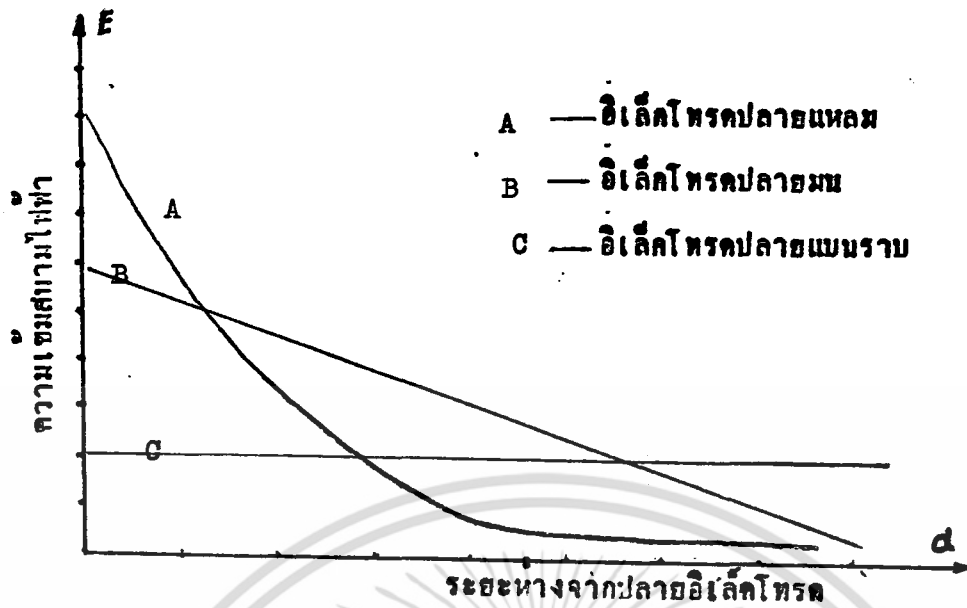 E
A — อิเล็คโทรดปลายแหลม
B — อิเล็คโทรดปลายมน
C — อิเล็คโทรดปลายแบนราบ
A
B
C
ความเข้มสนามไฟฟ้า
d
ระยะห่างจากปลายอิเล็คโทรด